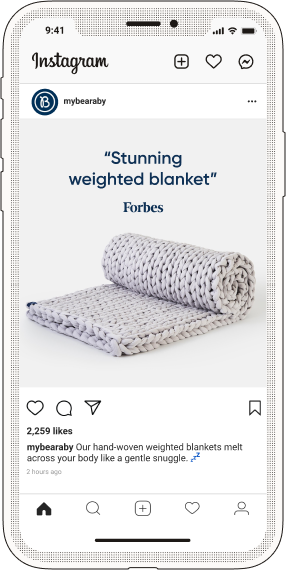 9:41
Instagram
B
mybearaby
“Stunning
weighted blanket”
Forbes
2,259 likes
mybearaby Our hand-woven weighted blankets melt
across your body like a gentle snuggle. 💤
2 hours ago